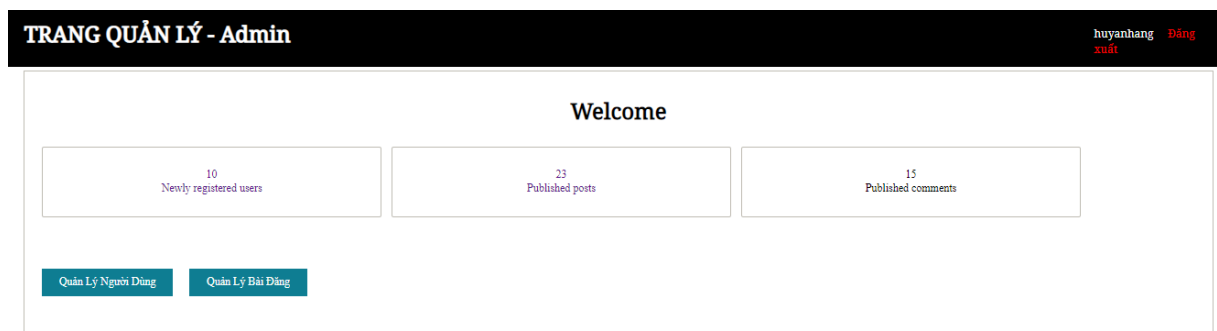 TRANG QUẢN LÝ - Admin
huyanhang Đăng
xuất
Welcome
10
Newly registered users
23
Published posts
15
Published comments
Quản Lý Người Dùng
Quản Lý Bài Đăng